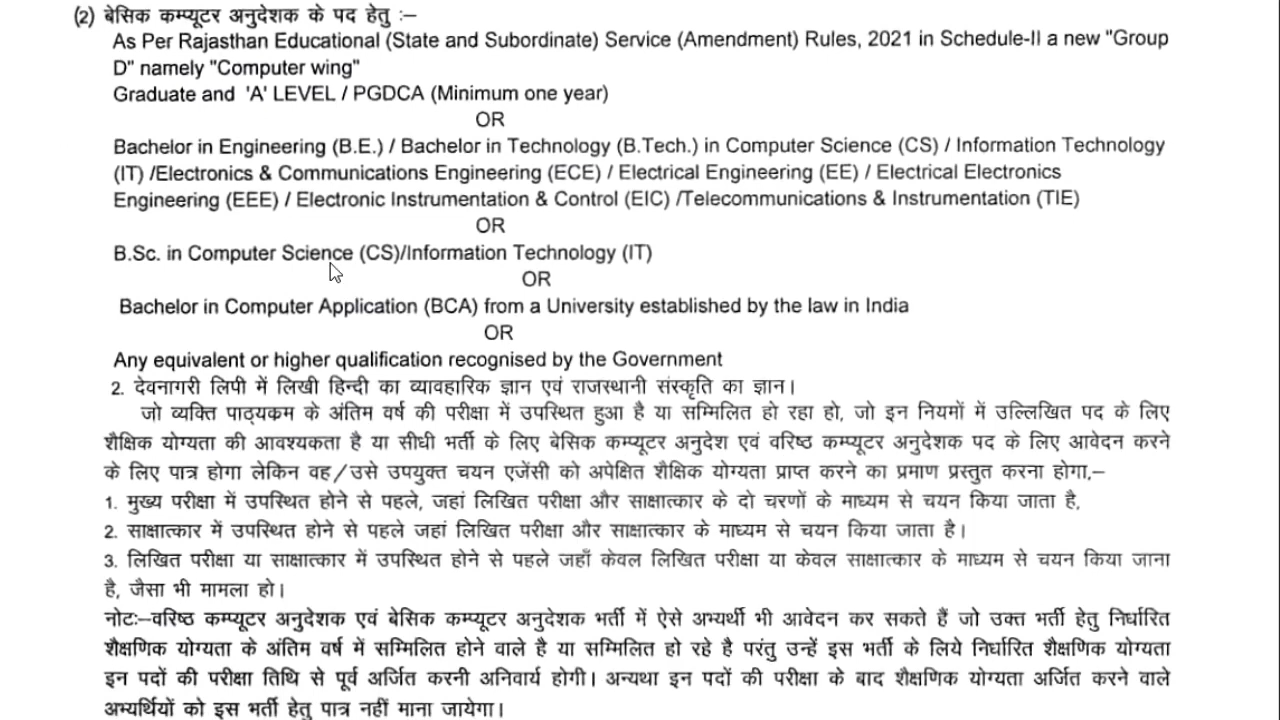 (2) बेसिक कम्प्यूटर अनुदेशक के पद हेतु :–
As Per Rajasthan Educational (State and Subordinate) Service (Amendment) Rules, 2021 in Schedule-II a new "Group
D" namely "Computer wing"
Graduate and 'A' LEVEL / PGDCA (Minimum one year)
OR
Bachelor in Engineering (B.E.) / Bachelor in Technology (B.Tech.) in Computer Science (CS) / Information Technology
(IT) /Electronics & Communications Engineering (ECE) / Electrical Engineering (EE) / Electrical Electronics
Engineering (EEE) / Electronic Instrumentation & Control (EIC) /Telecommunications & Instrumentation (TIE)
OR
B.Sc. in Computer Science (CS)/Information Technology (IT)
OR
Bachelor in Computer Application (BCA) from a University established by the law in India
OR
Any equivalent or higher qualification recognised by the Government
2. देवनागरी लिपी में लिखी हिन्दी का व्यावहारिक ज्ञान एवं राजस्थानी संस्कृति का ज्ञान।
जो व्यक्ति पाठ्यकम के अंतिम वर्ष की परीक्षा में उपस्थित हुआ है या सम्मिलित हो रहा हो, जो इन नियमों में उल्लिखित पद के लिए
शैक्षिक योग्यता की आवश्यकता है या सीधी भर्ती के लिए बेसिक कम्प्यूटर अनुदेश एवं वरिष्ठ कम्प्यूटर अनुदेशक पद के लिए आवेदन करने
के लिए पात्र होगा लेकिन वह/उसे उपयुक्त चयन एजेंसी को अपेक्षित शैक्षिक योग्यता प्राप्त करने का प्रमाण प्रस्तुत करना होगा,–
1. मुख्य परीक्षा में उपस्थित होने से पहले, जहां लिखित परीक्षा और साक्षात्कार के दो चरणों के माध्यम से चयन किया जाता है,
2. साक्षात्कार में उपस्थित होने से पहले जहां लिखित परीक्षा और साक्षात्कार के माध्यम से चयन किया जाता है।
3. लिखित परीक्षा या साक्षात्कार में उपस्थित होने से पहले जहाँ केवल लिखित परीक्षा या केवल साक्षात्कार के माध्यम से चयन किया जाना
है, जैसा भी मामला हो।
नोटः–वरिष्ठ कम्प्यूटर अनुदेशक एवं बेसिक कम्प्यूटर अनुदेशक भर्ती में ऐसे अभ्यर्थी भी आवेदन कर सकते हैं जो उक्त भर्ती हेतु निर्धारित
शैक्षणिक योग्यता के अंतिम वर्ष में सम्मिलित होने वाले है या सम्मिलित हो रहे है परंतु उन्हें इस भर्ती के लिये निर्धारित शैक्षणिक योग्यता
इन पदों की परीक्षा तिथि से पूर्व अर्जित करनी अनिवार्य होगी। अन्यथा इन पदों की परीक्षा के बाद शैक्षणिक योग्यता अर्जित करने वाले
अभ्यर्थियों को इस भर्ती हेतु पात्र नहीं माना जायेगा।